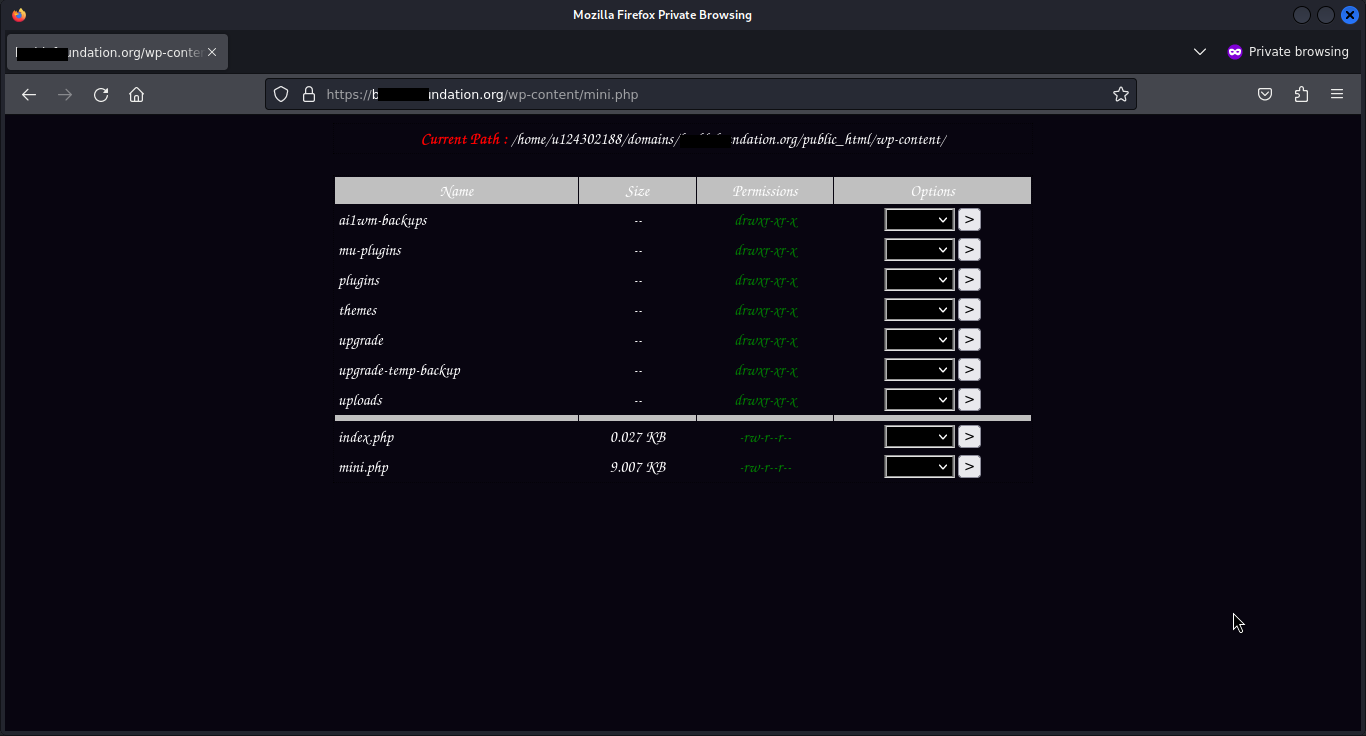 Mozilla Firefox Private Browsing
undation.org/wp-conte
Private browsing
https://b undation.org/wp-content/mini.php
Current Path : /home/u124302188/domains/ ndation.org/public_html/wp-content/
Name Size Permissions Options
ai1wm-backups -- drwxr-xr-x >
mu-plugins -- drwxr-xr-x >
plugins -- drwxr-xr-x >
themes -- drwxr-xr-x >
upgrade -- drwxr-xr-x >
upgrade-temp-backup -- drwxr-xr-x >
uploads -- drwxr-xr-x >
index.php 0.027 KB -rw-r--r-- >
mini.php 9.007 KB -rw-r--r-- >